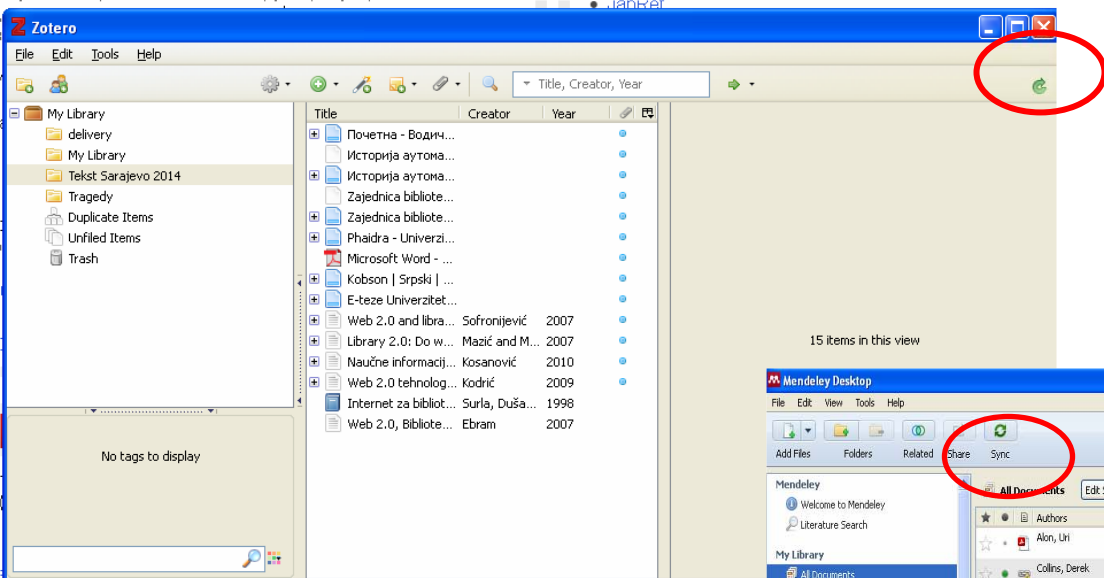 JabRef
Zotero
File Edit Tools Help
Title, Creator, Year
My Library
delivery
My Library
Tekst Sarajevo 2014
Tragedy
Duplicate Items
Unfiled Items
Trash
No tags to display
Title Creator Year
Почетна - Водич...
Историја аутома...
Историја аутома...
Zajednica bibliote...
Zajednica bibliote...
Phaidra - Univerzi...
Microsoft Word - ...
Kobson | Srpski | ...
E-teze Univerzitet...
Web 2.0 and libra... Sofronijević 2007
Library 2.0: Do w... Mazić and M... 2007
Naučne informacij... Kosanović 2010
Web 2.0 tehnolog... Kodrić 2009
Internet za bibliot... Surla, Duša... 1998
Web 2.0, Bibliote... Ebram 2007
15 items in this view
Mendeley Desktop
File Edit View Tools Help
Add Files Folders Related Share Sync
Mendeley
Welcome to Mendeley
Literature Search
My Library
All Documents
All Documents Edit S
Authors
Alon, Uri
Collins, Derek